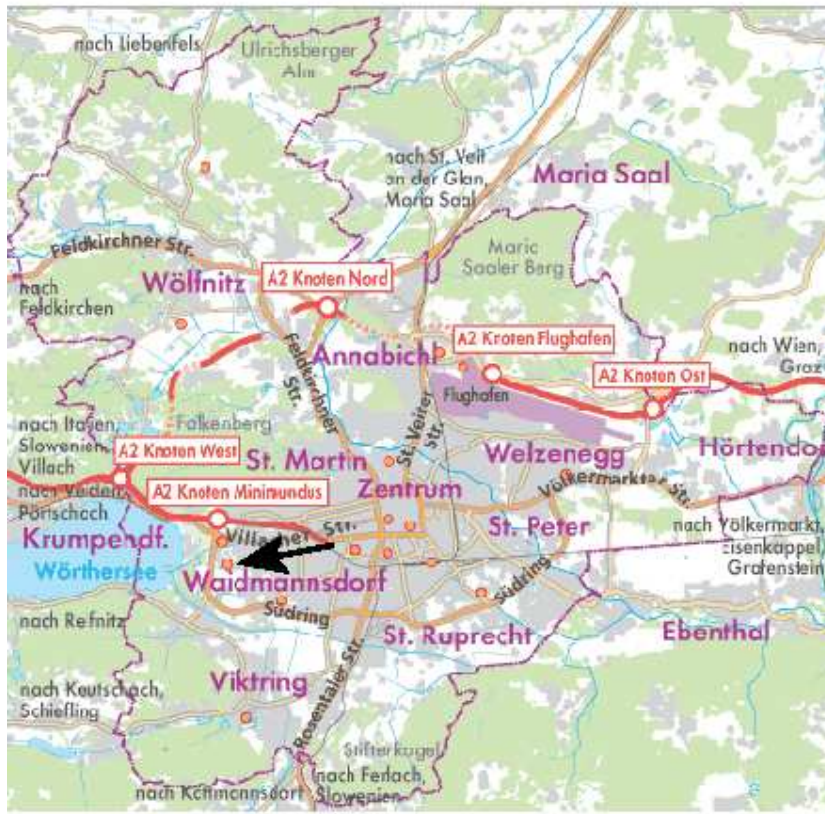 nach Liebenfels
Ulrichsberger
Alm
nach St. Veit
an der Glan,
Maria Saal
Maria Saal
Feldkirchner Str.
Maria
Saaler Berg
A2 Knoten Nord
Wölfnitz
nach
Feldkirchen
A2 Knoten Flughafen
nach Wien,
Graz
Annabichl
Feldkirchner
Str.
A2 Knoten Ost
Flughafen
St. Veiter
Str.
nach Italien,
Slowenien,
Villach
Falkenberg
A2 Knoten West
St. Martin
Welzenegg
Hörtendor
nach Velden,
Pörtschach
A2 Knoten Minimundus
Zentrum
Völkermarkter Str.
Villacher Str.
St. Peter
nach Völkermarkt,
Eisenkappel,
Grafenstein
Krumpendf.
Wörthersee
Waidmannsdorf
Südring
Südring
nach Reifnitz
St. Ruprecht
Ebenthal
Viktring
Rosentaler Str.
nach Keutschach,
Schiefling
Stifterkogel
nach Ferlach,
Slowenien
nach Köttmannsdorf